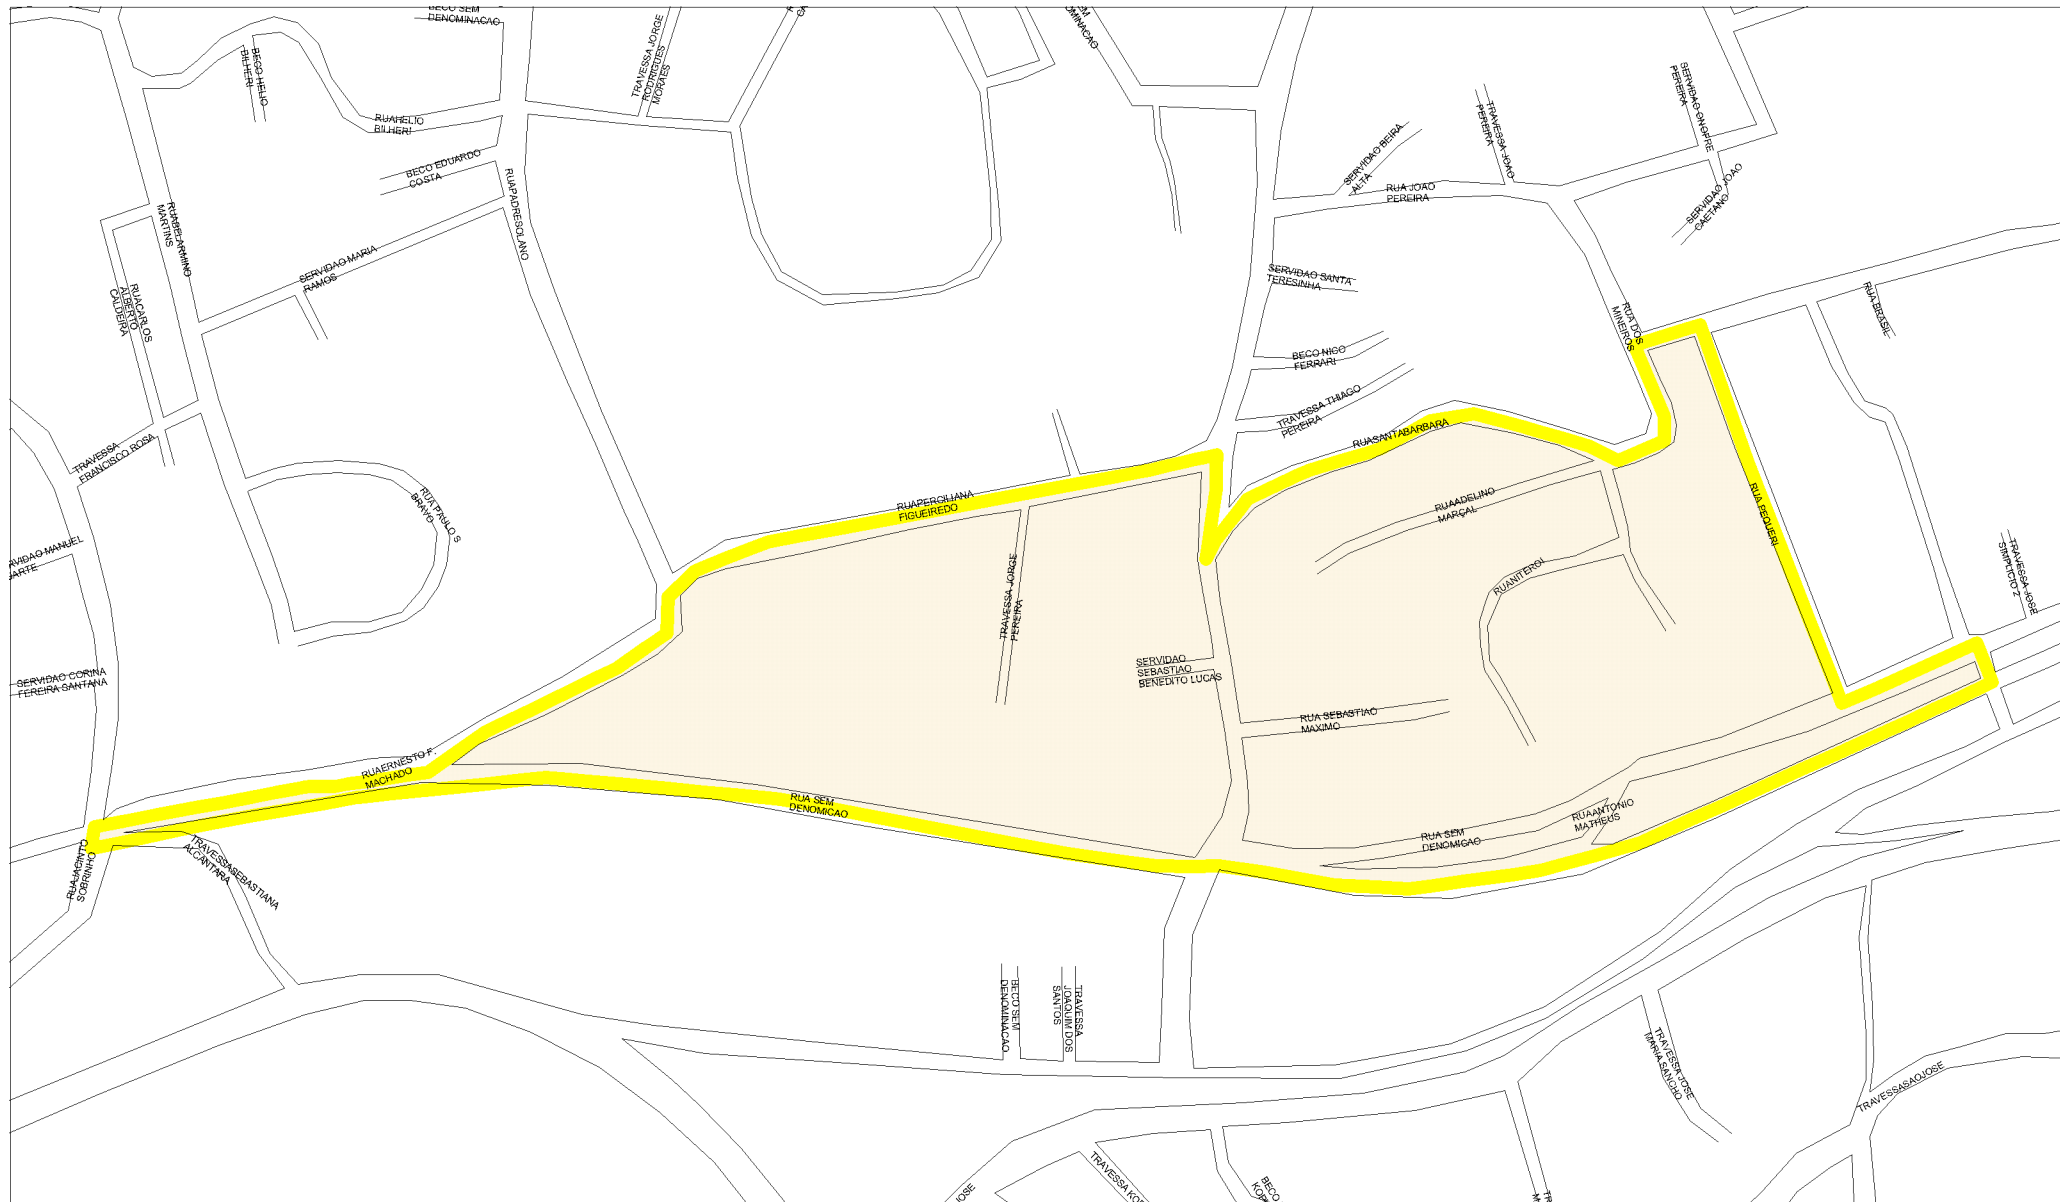 BECO SEM
DENOMINACAO
TRAVESSA JORGE
RODRIGUES
MORAES
BECO HELIO
BILHERI
RUAHELIO
BILHERI
BECO EDUARDO
COSTA
RUAPADRESOLANO
RUABELARMINO
MARTINS
SERVIDAO MARIA
RAMOS
RUACARLOS
ALBERTO
CALDEIRA
TRAVESSA
FRANCISCO ROSA
RUA PAULO S
BRAVO
SERVIDAO CORINA
FEREIRA SANTANA
SERVIDAO BEIRA
ALTA
TRAVESSA JOAO
PEREIRA
SERVIDAO ONOFRE
PEREIRA
RUA JOAO
PEREIRA
SERVIDAO JOAO
CAETANO
SERVIDAO SANTA
TERESINHA
RUA DOS
MINEIROS
RUA BRASIL
BECO NICO
FERRARI
TRAVESSA THIAGO
PEREIRA
RUASANTABARBARA
RUAPERCILIANA
FIGUEIREDO
RUAADELINO
MARÇAL
RUA PEQUERI
TRAVESSA JORGE
PEREIRA
RUANITEROI
TRAVESSA JOSE
SIMPLICIO 2
SERVIDAO
SEBASTIAO
BENEDITO LUCAS
RUA SEBASTIAO
MAXIMO
RUAERNESTO F.
MACHADO
RUA SEM
DENOMICAO
RUAANTONIO
MATHEUS
RUA SEM
DENOMICAO
RUAJACINTO
SOBRINHO
TRAVESSASEBASTIANA
ALCANTARA
BECO SEM
DENOMINACAO
TRAVESSA
JOAQUIM DOS
SANTOS
TRAVESSA JOSE
MARIA SANCHO
TRAVESSASAOJOSE